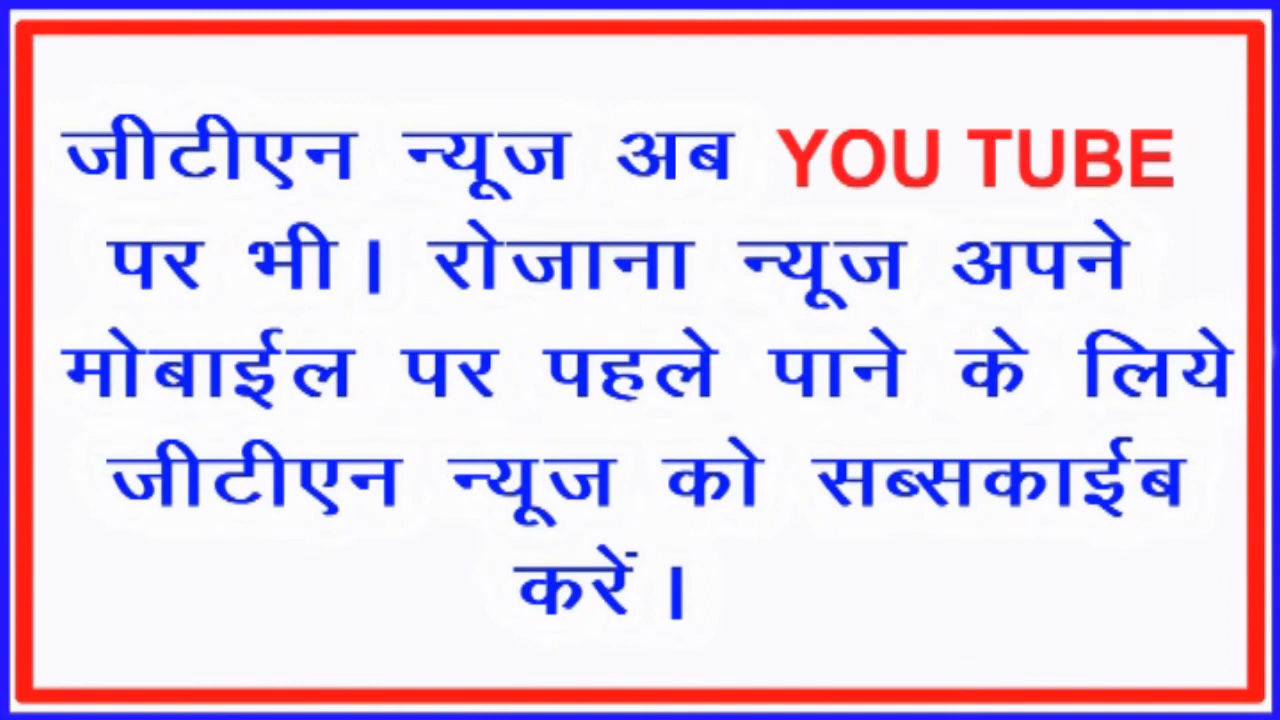 जीटीएन न्यूज अब YOU TUBE
पर भी। रोजाना न्यूज अपने
मोबाईल पर पहले पाने के लिये
जीटीएन न्यूज को सब्सकाईब
करें।